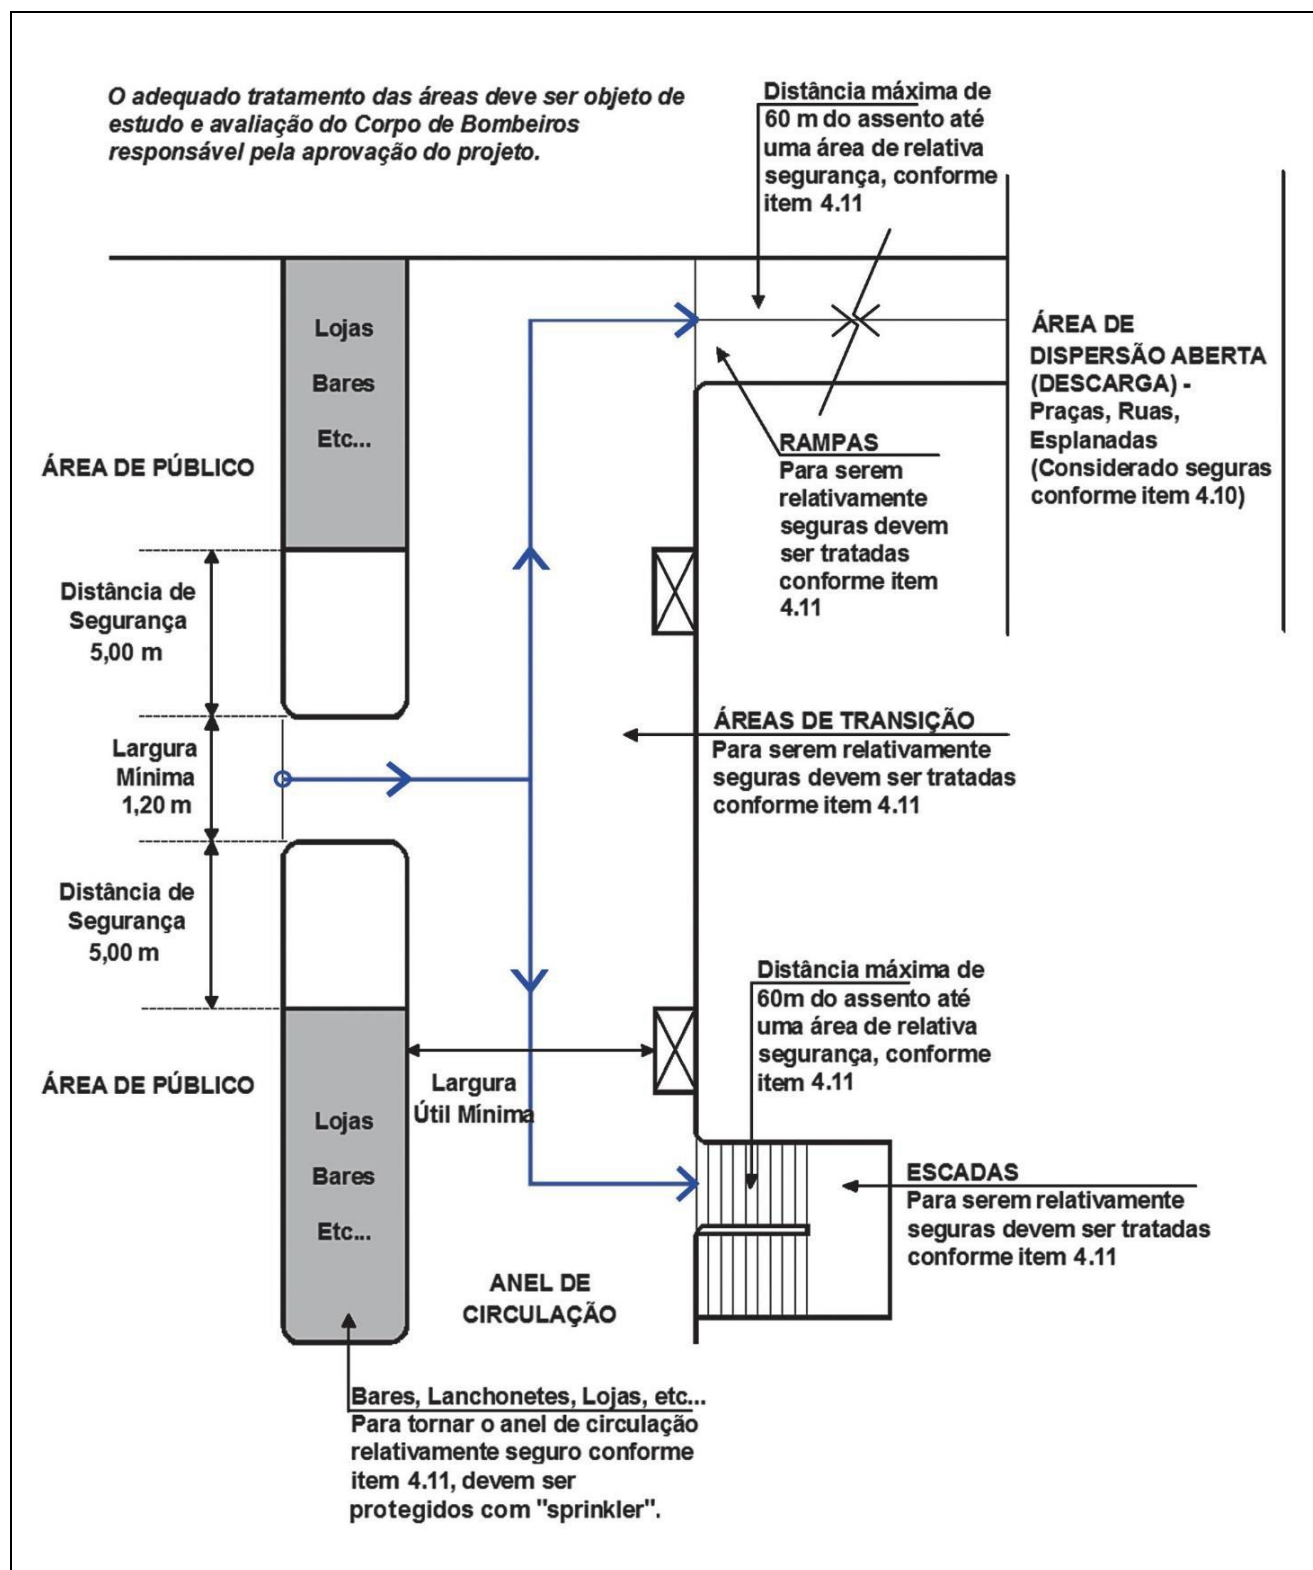 O adequado tratamento das áreas deve ser objeto de
estudo e avaliação do Corpo de Bombeiros
responsável pela aprovação do projeto.
Distância máxima de
60 m do assento até
uma área de relativa
segurança, conforme
item 4.11
Lojas
Bares
Etc...
ÁREA DE
DISPERSÃO ABERTA
(DESCARGA) -
Praças, Ruas,
Esplanadas
(Considerado seguras
conforme item 4.10)
ÁREA DE PÚBLICO
RAMPAS
Para serem
relativamente
seguras devem
ser tratadas
conforme item
4.11
Distância de
Segurança
5,00 m
Largura
Mínima
1,20 m
ÁREAS DE TRANSIÇÃO
Para serem relativamente
seguras devem ser tratadas
conforme item 4.11
Distância de
Segurança
5,00 m
Distância máxima de
60m do assento até
uma área de relativa
segurança, conforme
item 4.11
ÁREA DE PÚBLICO
Largura
Útil Mínima
Lojas
Bares
Etc...
ESCADAS
Para serem relativamente
seguras devem ser tratadas
conforme item 4.11
ANEL DE
CIRCULAÇÃO
Bares, Lanchonetes, Lojas, etc...
Para tornar o anel de circulação
relativamente seguro conforme
item 4.11, devem ser
protegidos com "sprinkler".